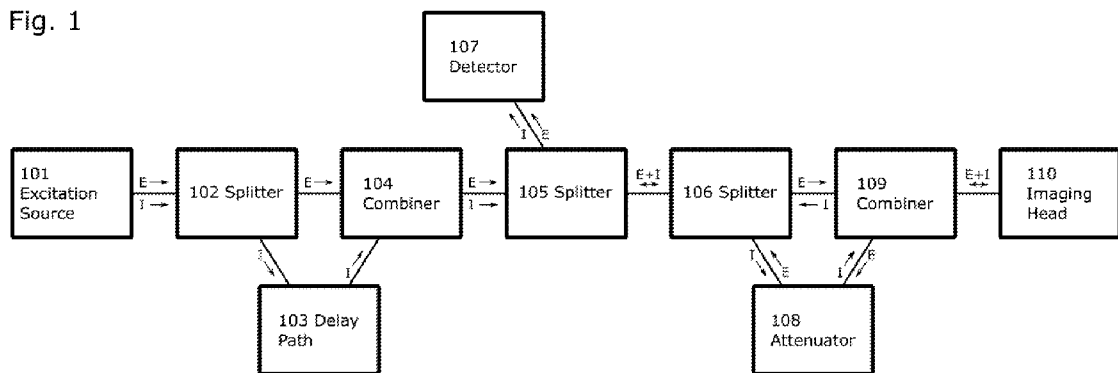 Fig. 1
107
Detector
I
E
101
Excitation
Source
E
I
102 Splitter
E
104
Combiner
E
I
105 Splitter
E+I
106 Splitter
E
I
109
Combiner
E+I
110
Imaging
Head
I
I
I
E
I
E
103 Delay
Path
108
Attenuator